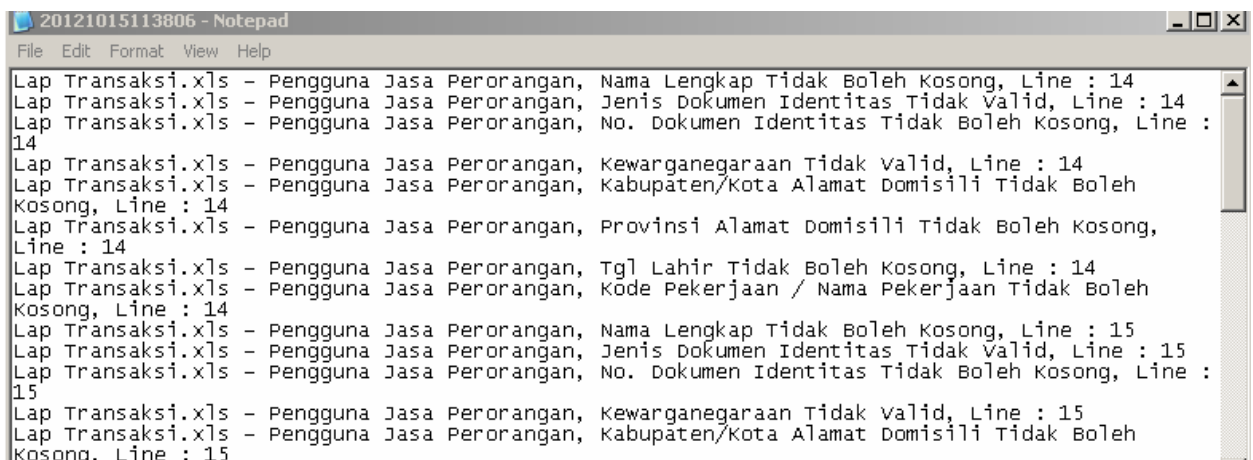 20121015113806 - Notepad
File Edit Format View Help
Lap Transaksi.xls - Pengguna Jasa Perorangan, Nama Lengkap Tidak Boleh Kosong, Line : 14
Lap Transaksi.xls - Pengguna Jasa Perorangan, Jenis Dokumen Identitas Tidak Valid, Line : 14
Lap Transaksi.xls - Pengguna Jasa Perorangan, No. Dokumen Identitas Tidak Boleh Kosong, Line :
14
Lap Transaksi.xls - Pengguna Jasa Perorangan, Kewarganegaraan Tidak Valid, Line : 14
Lap Transaksi.xls - Pengguna Jasa Perorangan, Kabupaten/Kota Alamat Domisili Tidak Boleh
Kosong, Line : 14
Lap Transaksi.xls - Pengguna Jasa Perorangan, Provinsi Alamat Domisili Tidak Boleh Kosong,
Line : 14
Lap Transaksi.xls - Pengguna Jasa Perorangan, Tgl Lahir Tidak Boleh Kosong, Line : 14
Lap Transaksi.xls - Pengguna Jasa Perorangan, Kode Pekerjaan / Nama Pekerjaan Tidak Boleh
Kosong, Line : 14
Lap Transaksi.xls - Pengguna Jasa Perorangan, Nama Lengkap Tidak Boleh Kosong, Line : 15
Lap Transaksi.xls - Pengguna Jasa Perorangan, Jenis Dokumen Identitas Tidak Valid, Line : 15
Lap Transaksi.xls - Pengguna Jasa Perorangan, No. Dokumen Identitas Tidak Boleh Kosong, Line :
15
Lap Transaksi.xls - Pengguna Jasa Perorangan, Kewarganegaraan Tidak Valid, Line : 15
Lap Transaksi.xls - Pengguna Jasa Perorangan, Kabupaten/Kota Alamat Domisili Tidak Boleh
Kosong, Line : 15